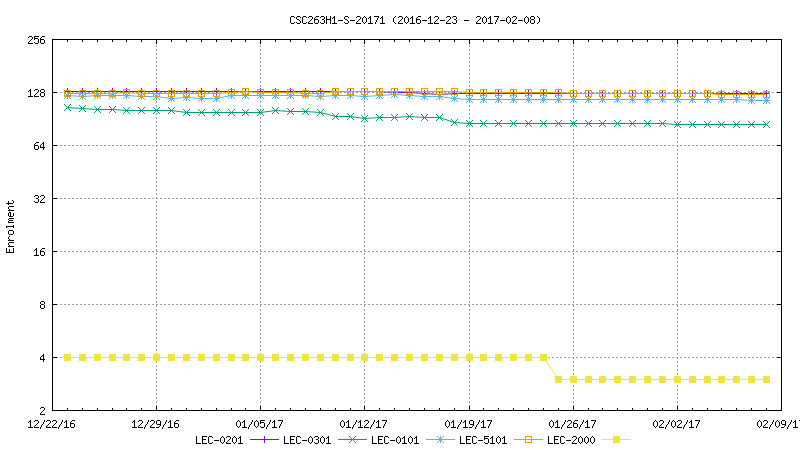 CSC263H1-S-20171 (2016-12-23 - 2017-02-08)
256
128
64
32
16
8
4
2
Enrolment
12/22/16 12/29/16 01/05/17 01/12/17 01/19/17 01/26/17 02/02/17 02/09/1
LEC-0201 LEC-0301 LEC-0101 LEC-5101 LEC-2000